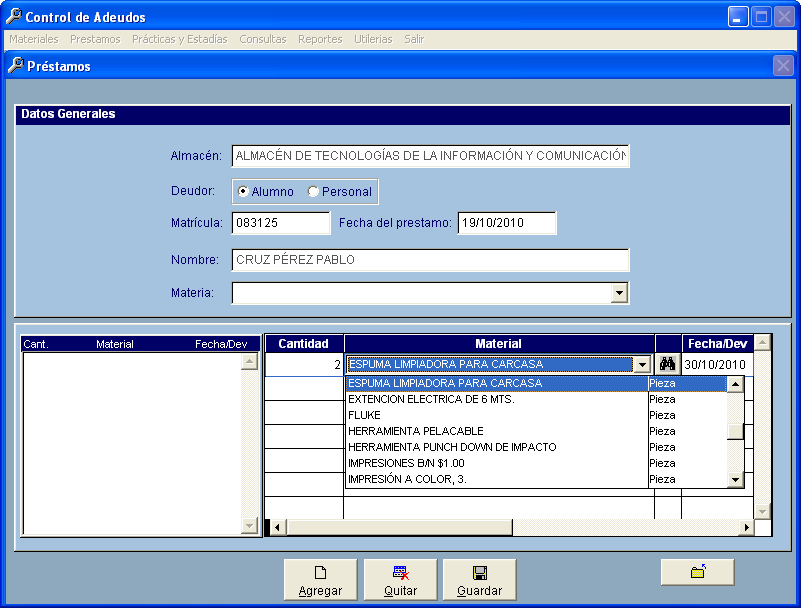 Control de Adeudos
Materiales Prestamos Prácticas y Estadías Consultas Reportes Utilerias Salir
Préstamos
Datos Generales
Almacén: ALMACÉN DE TECNOLOGÍAS DE LA INFORMACIÓN Y COMUNICACIÓN
Deudor: Alumno Personal
Matrícula: 083125 Fecha del prestamo: 19/10/2010
Nombre: CRUZ PÉREZ PABLO
Materia:
Cant. Material Fecha/Dev
Cantidad Material Fecha/Dev
2 ESPUMA LIMPIADORA PARA CARCASA 30/10/2010
ESPUMA LIMPIADORA PARA CARCASA Pieza
EXTENCION ELECTRICA DE 6 MTS. Pieza
FLUKE Pieza
HERRAMIENTA PELACABLE Pieza
HERRAMIENTA PUNCH DOWN DE IMPACTO Pieza
IMPRESIONES B/N $1.00 Pieza
IMPRESIÓN A COLOR, 3. Pieza
Agregar Quitar Guardar